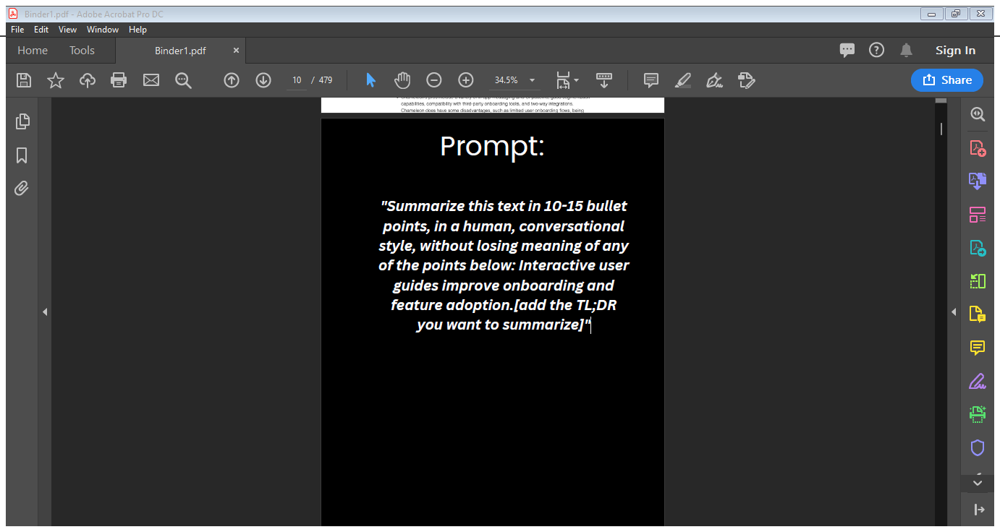 Binder1.pdf - Adobe Acrobat Pro DC
File Edit View Window Help
Home Tools Binder1.pdf × Sign In
10 / 479 34.5% Share
capabilities, compatibility with third-party onboarding tools, and two-way integrations.
Chameleon does have some disadvantages, such as limited user onboarding flows, being
Prompt:
"Summarize this text in 10-15 bullet
points, in a human, conversational
style, without losing meaning of any
of the points below: Interactive user
guides improve onboarding and
feature adoption.[add the TL;DR
you want to summarize]"